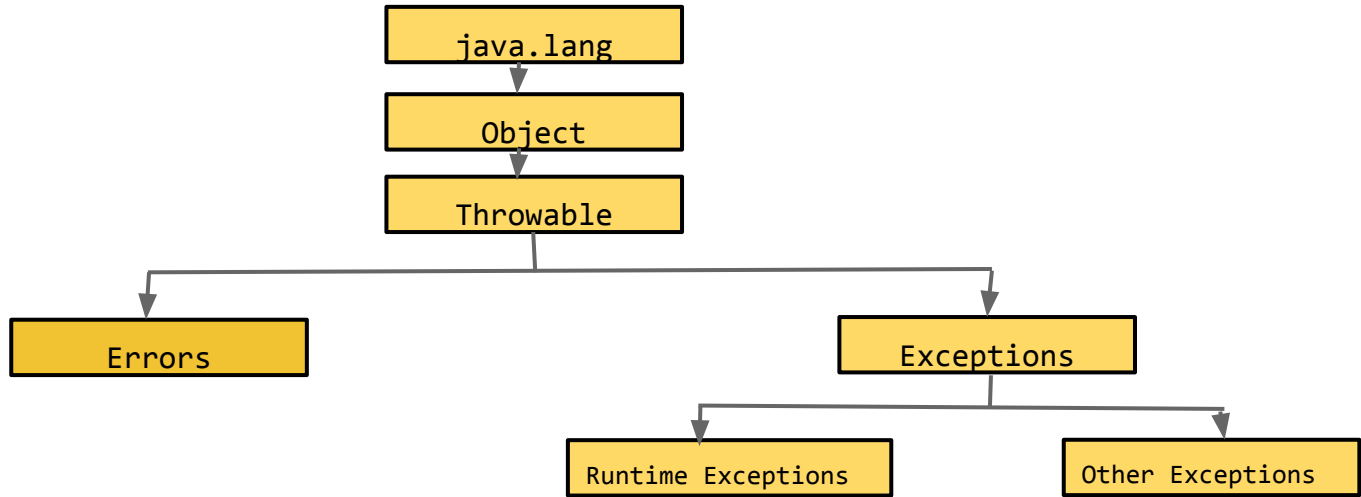 java.lang
Object
Throwable
Errors
Exceptions
Runtime Exceptions
Other Exceptions